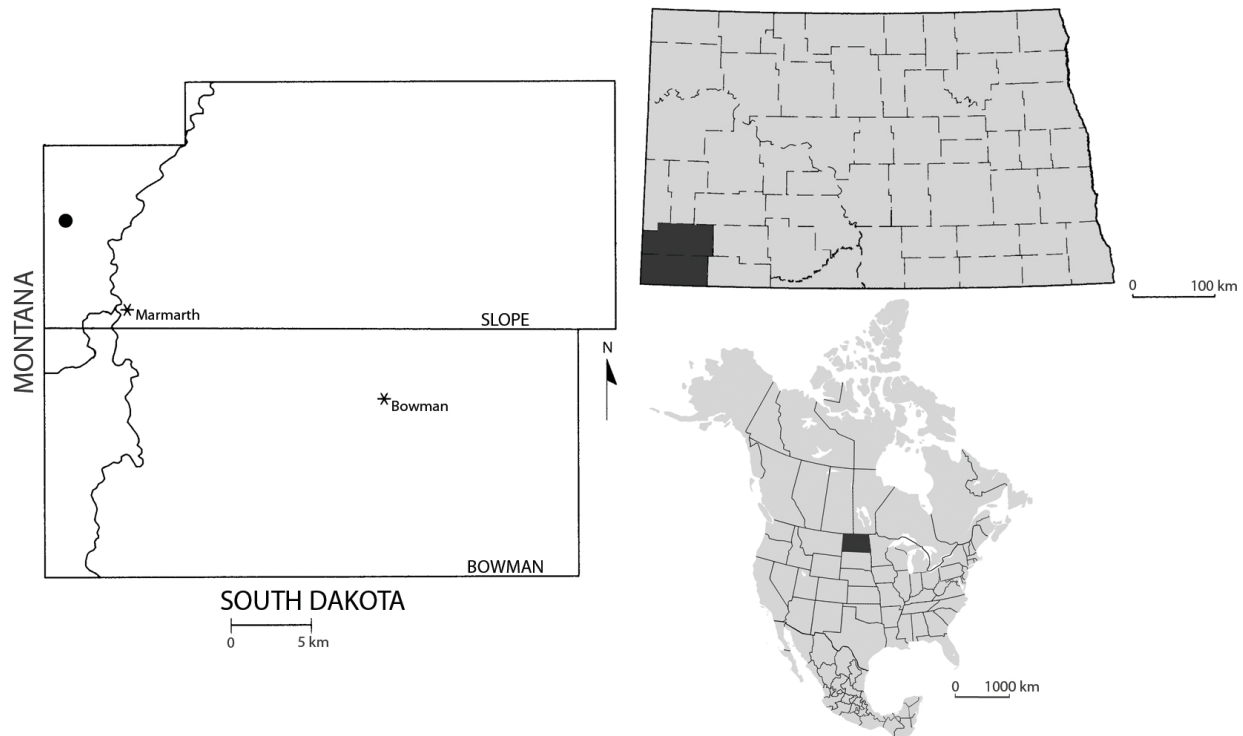 MONTANA
Marmarth
SLOPE
N
Bowman
BOWMAN
SOUTH DAKOTA
0 5 km
0 100 km
0 1000 km